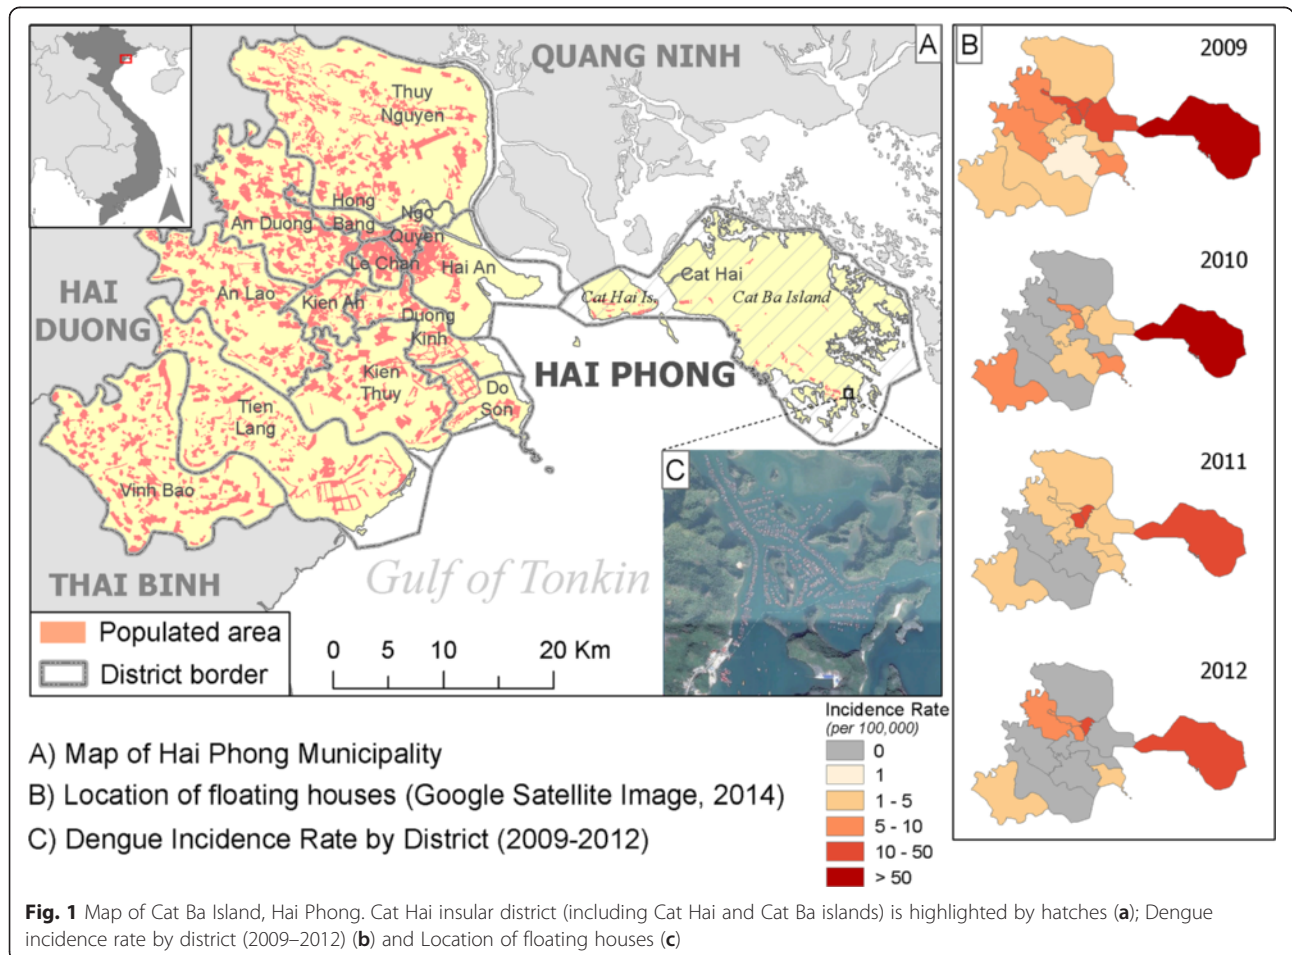 A
QUANG NINH
N
Thuy
Nguyen
Hong
Bang
Ngo
Quyen
An Duong
Le Chan
Hai An
Cat Hai
Cat Hai Is.
Cat Ba Island
HAI
DUONG
An Lao
Kien An
Duong
Kinh
HAI PHONG
Kien
Thuy
Do
Son
Tien
Lang
Vinh Bao
THAI BINH
Gulf of Tonkin
Populated area
District border
0 5 10 20 Km
C
B
2009
2010
2011
2012
Incidence Rate
(per 100,000)
0
1
1 - 5
5 - 10
10 - 50
> 50
A) Map of Hai Phong Municipality
B) Location of floating houses (Google Satellite Image, 2014)
C) Dengue Incidence Rate by District (2009-2012)
Fig. 1 Map of Cat Ba Island, Hai Phong. Cat Hai insular district (including Cat Hai and Cat Ba islands) is highlighted by hatches (a); Dengue
incidence rate by district (2009–2012) (b) and Location of floating houses (c)